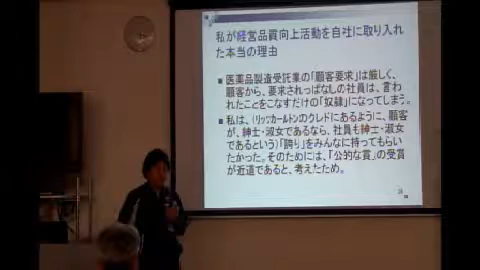 私が経営品質向上活動を自社に取り入れ
た本当の理由
医薬品製造受託業の「顧客要求」は厳しく、
顧客から、要求されっぱなしの社員は、言わ
れたことをこなすだけの「奴隷」になってしまう。
私は、(リッツカールトンのクレドにあるように、顧客
が、紳士・淑女であるなら、社員も紳士・淑女
であるという)「誇り」をみんなに持ってもらい
たかった。そのためには、「公的な賞」の受賞
が近道であると、考えたため。